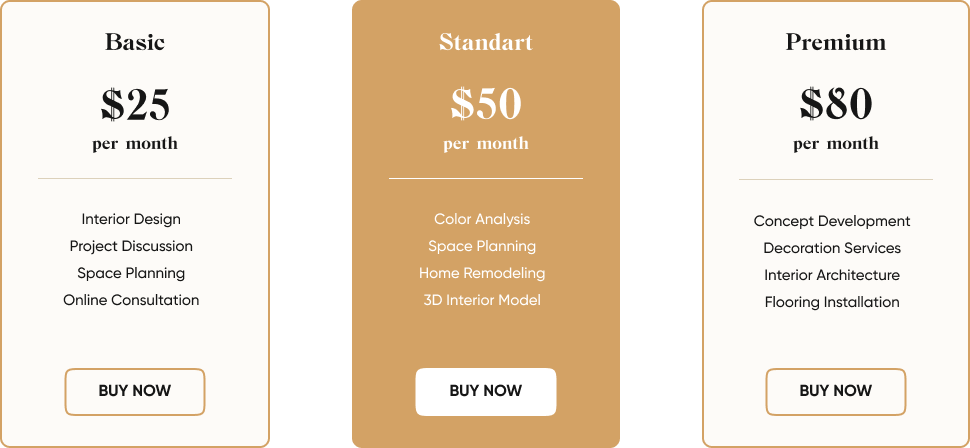 Basic
$25
per month
Interior Design
Project Discussion
Space Planning
Online Consultation
BUY NOW
Standart
$50
per month
Color Analysis
Space Planning
Home Remodeling
3D Interior Model
BUY NOW
Premium
$80
per month
Concept Development
Decoration Services
Interior Architecture
Flooring Installation
BUY NOW